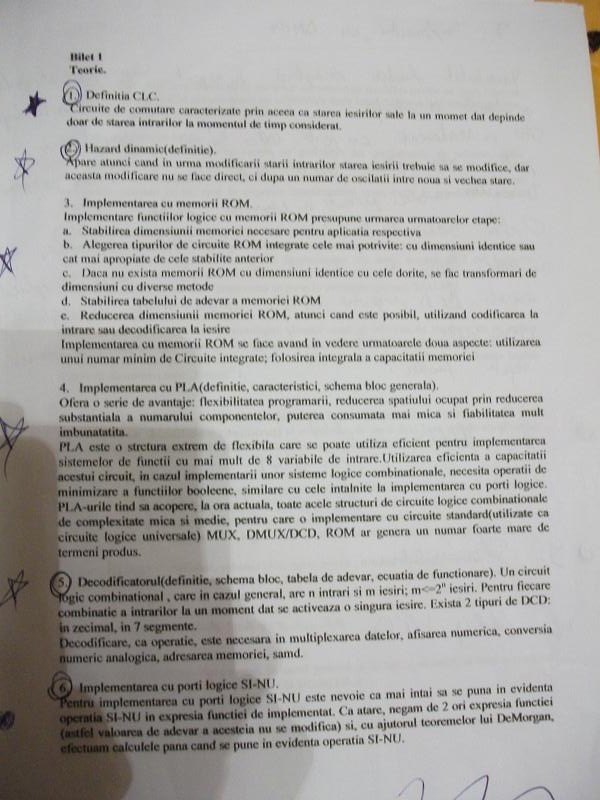 Bilet 1
Teorie.
1. Definitia CLC.
Circuite de comutare caracterizate prin aceea ca starea iesirilor sale la un momet dat depinde
doar de starea intrarilor la momentul de timp considerat.
2. Hazard dinamic(definitie).
Apare atunci cand in urma modificarii starii intrarilor starea iesirii trebuie sa se modifice, dar
aceasta modificare nu se face direct, ci dupa un numar de oscilatii intre noua si vechea stare.
3. Implementarea cu memorii ROM.
Implementare functiilor logice cu memorii ROM presupune urmarea urmatoarelor etape:
a. Stabilirea dimensiunii memoriei necesare pentru aplicatia respectiva
b. Alegerea tipurilor de circuite ROM integrate cele mai potrivite: cu dimensiuni identice sau
cat mai apropiate de cele stabilite anterior
c. Daca nu exista memorii ROM cu dimensiuni identice cu cele dorite, se fac transformari de
dimensiuni cu diverse metode
d. Stabilirea tabelului de adevar a memoriei ROM
e. Reducerea dimensiunii memoriei ROM, atunci cand este posibil, utilizand codificarea la
intrare sau decodificarea la iesire
Implementarea cu memorii ROM se face avand in vedere urmatoarele doua aspecte: utilizarea
unui numar minim de Circuite integrate; folosirea integrala a capacitatii memoriei
4. Implementarea cu PLA(definitie, caracteristici, schema bloc generala).
Ofera o serie de avantaje: flexibilitatea programarii, reducerea spatiului ocupat prin reducerea
substantiala a numarului componentelor, puterea consumata mai mica si fiabilitatea mult
imbunatatita.
PLA este o strctura extrem de flexibila care se poate utiliza eficient pentru implementarea
sistemelor de functii cu mai mult de 8 variabile de intrare.Utilizarea eficienta a capacitatii
acestui circuit, in cazul implementarii unor sisteme logice combinationale, necesita operatii de
minimizare a functiilor booleene, similare cu cele intalnite la implementarea cu porti logice.
PLA-urile tind sa acopere, la ora actuala, toate acele structuri de circuite logice combinationale
de complexitate mica si medie, pentru care o implementare cu circuite standard(utilizate ca
circuite logice universale) MUX, DMUX/DCD, ROM ar genera un numar foarte mare de
termeni produs.
5. Decodificatorul(definitie, schema bloc, tabela de adevar, ecuatia de functionare). Un circuit
logic combinational , care in cazul general, are n intrari si m iesiri; m<=2ⁿ iesiri. Pentru fiecare
combinatie a intrarilor la un moment dat se activeaza o singura iesire. Exista 2 tipuri de DCD:
in zecimal, in 7 segmente.
Decodificare, ca operatie, este necesara in multiplexarea datelor, afisarea numerica, conversia
numeric analogica, adresarea memoriei, samd.
6. Implementarea cu porti logice SI-NU.
Pentru implementarea cu porti logice SI-NU este nevoie ca mai intai sa se puna in evidenta
operatia SI-NU in expresia functiei de implementat. Ca atare, negam de 2 ori expresia functiei
(astfel valoarea de adevar a acesteia nu se modifica) si, cu ajutorul teoremelor lui DeMorgan,
efectuam calculele pana cand se pune in evidenta operatia SI-NU.